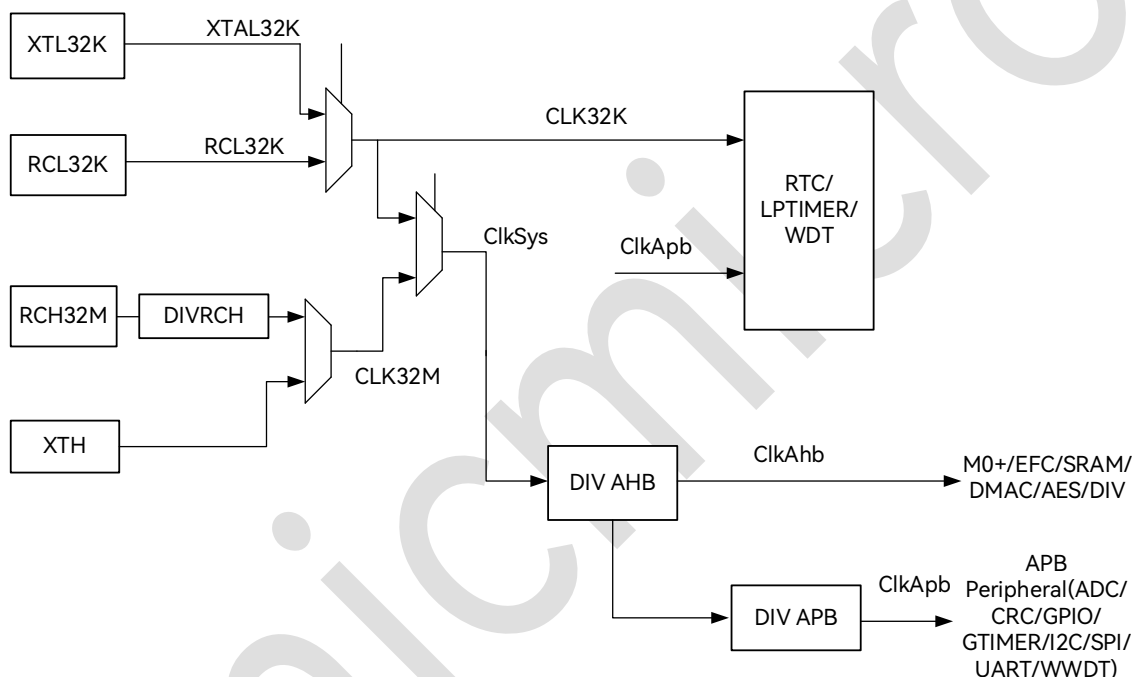 XTL32K
XTAL32K
RCL32K
RCL32K
CLK32K
RTC/
LPTIMER/
WDT
ClkSys
ClkApb
RCH32M
DIVRCH
CLK32M
XTH
DIV AHB
ClkAhb
M0+/EFC/SRAM/
DMAC/AES/DIV
DIV APB
ClkApb
APB
Peripheral(ADC/
CRC/GPIO/
GTIMER/I2C/SPI/
UART/WWDT)
nicmicro